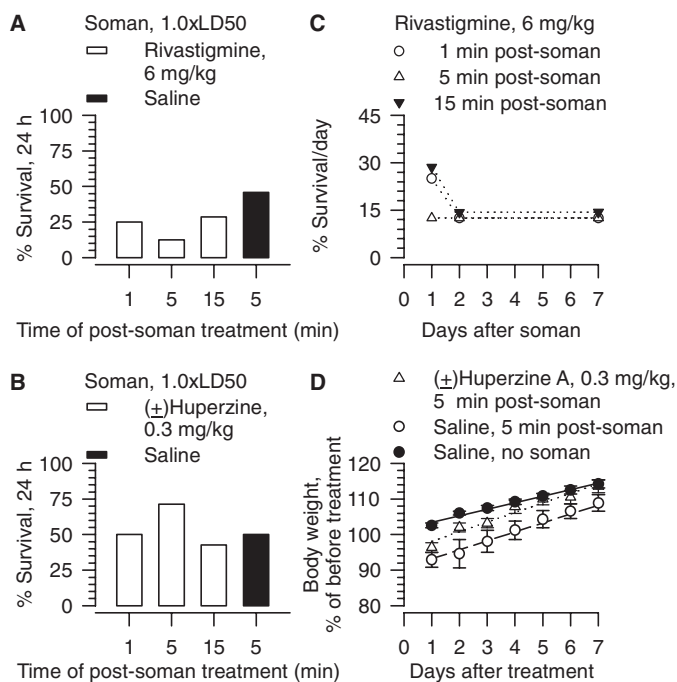 A
Soman, 1.0xLD50
Rivastigmine,
6 mg/kg
Saline
100
75
50
25
0
% Survival, 24 h
1 5 15 5
Time of post-soman treatment (min)
C
Rivastigmine, 6 mg/kg
1 min post-soman
5 min post-soman
15 min post-soman
45
30
15
0
% Survival/day
0 1 2 3 4 5 6 7
Days after soman
B
Soman, 1.0xLD50
(±)Huperzine,
0.3 mg/kg
Saline
100
75
50
25
0
% Survival, 24 h
1 5 15 5
Time of post-soman treatment (min)
D
(±)Huperzine A, 0.3 mg/kg,
5 min post-soman
Saline, 5 min post-soman
Saline, no soman
120
110
100
90
80
Body weight,
% of before treatment
0 1 2 3 4 5 6 7
Days after treatment